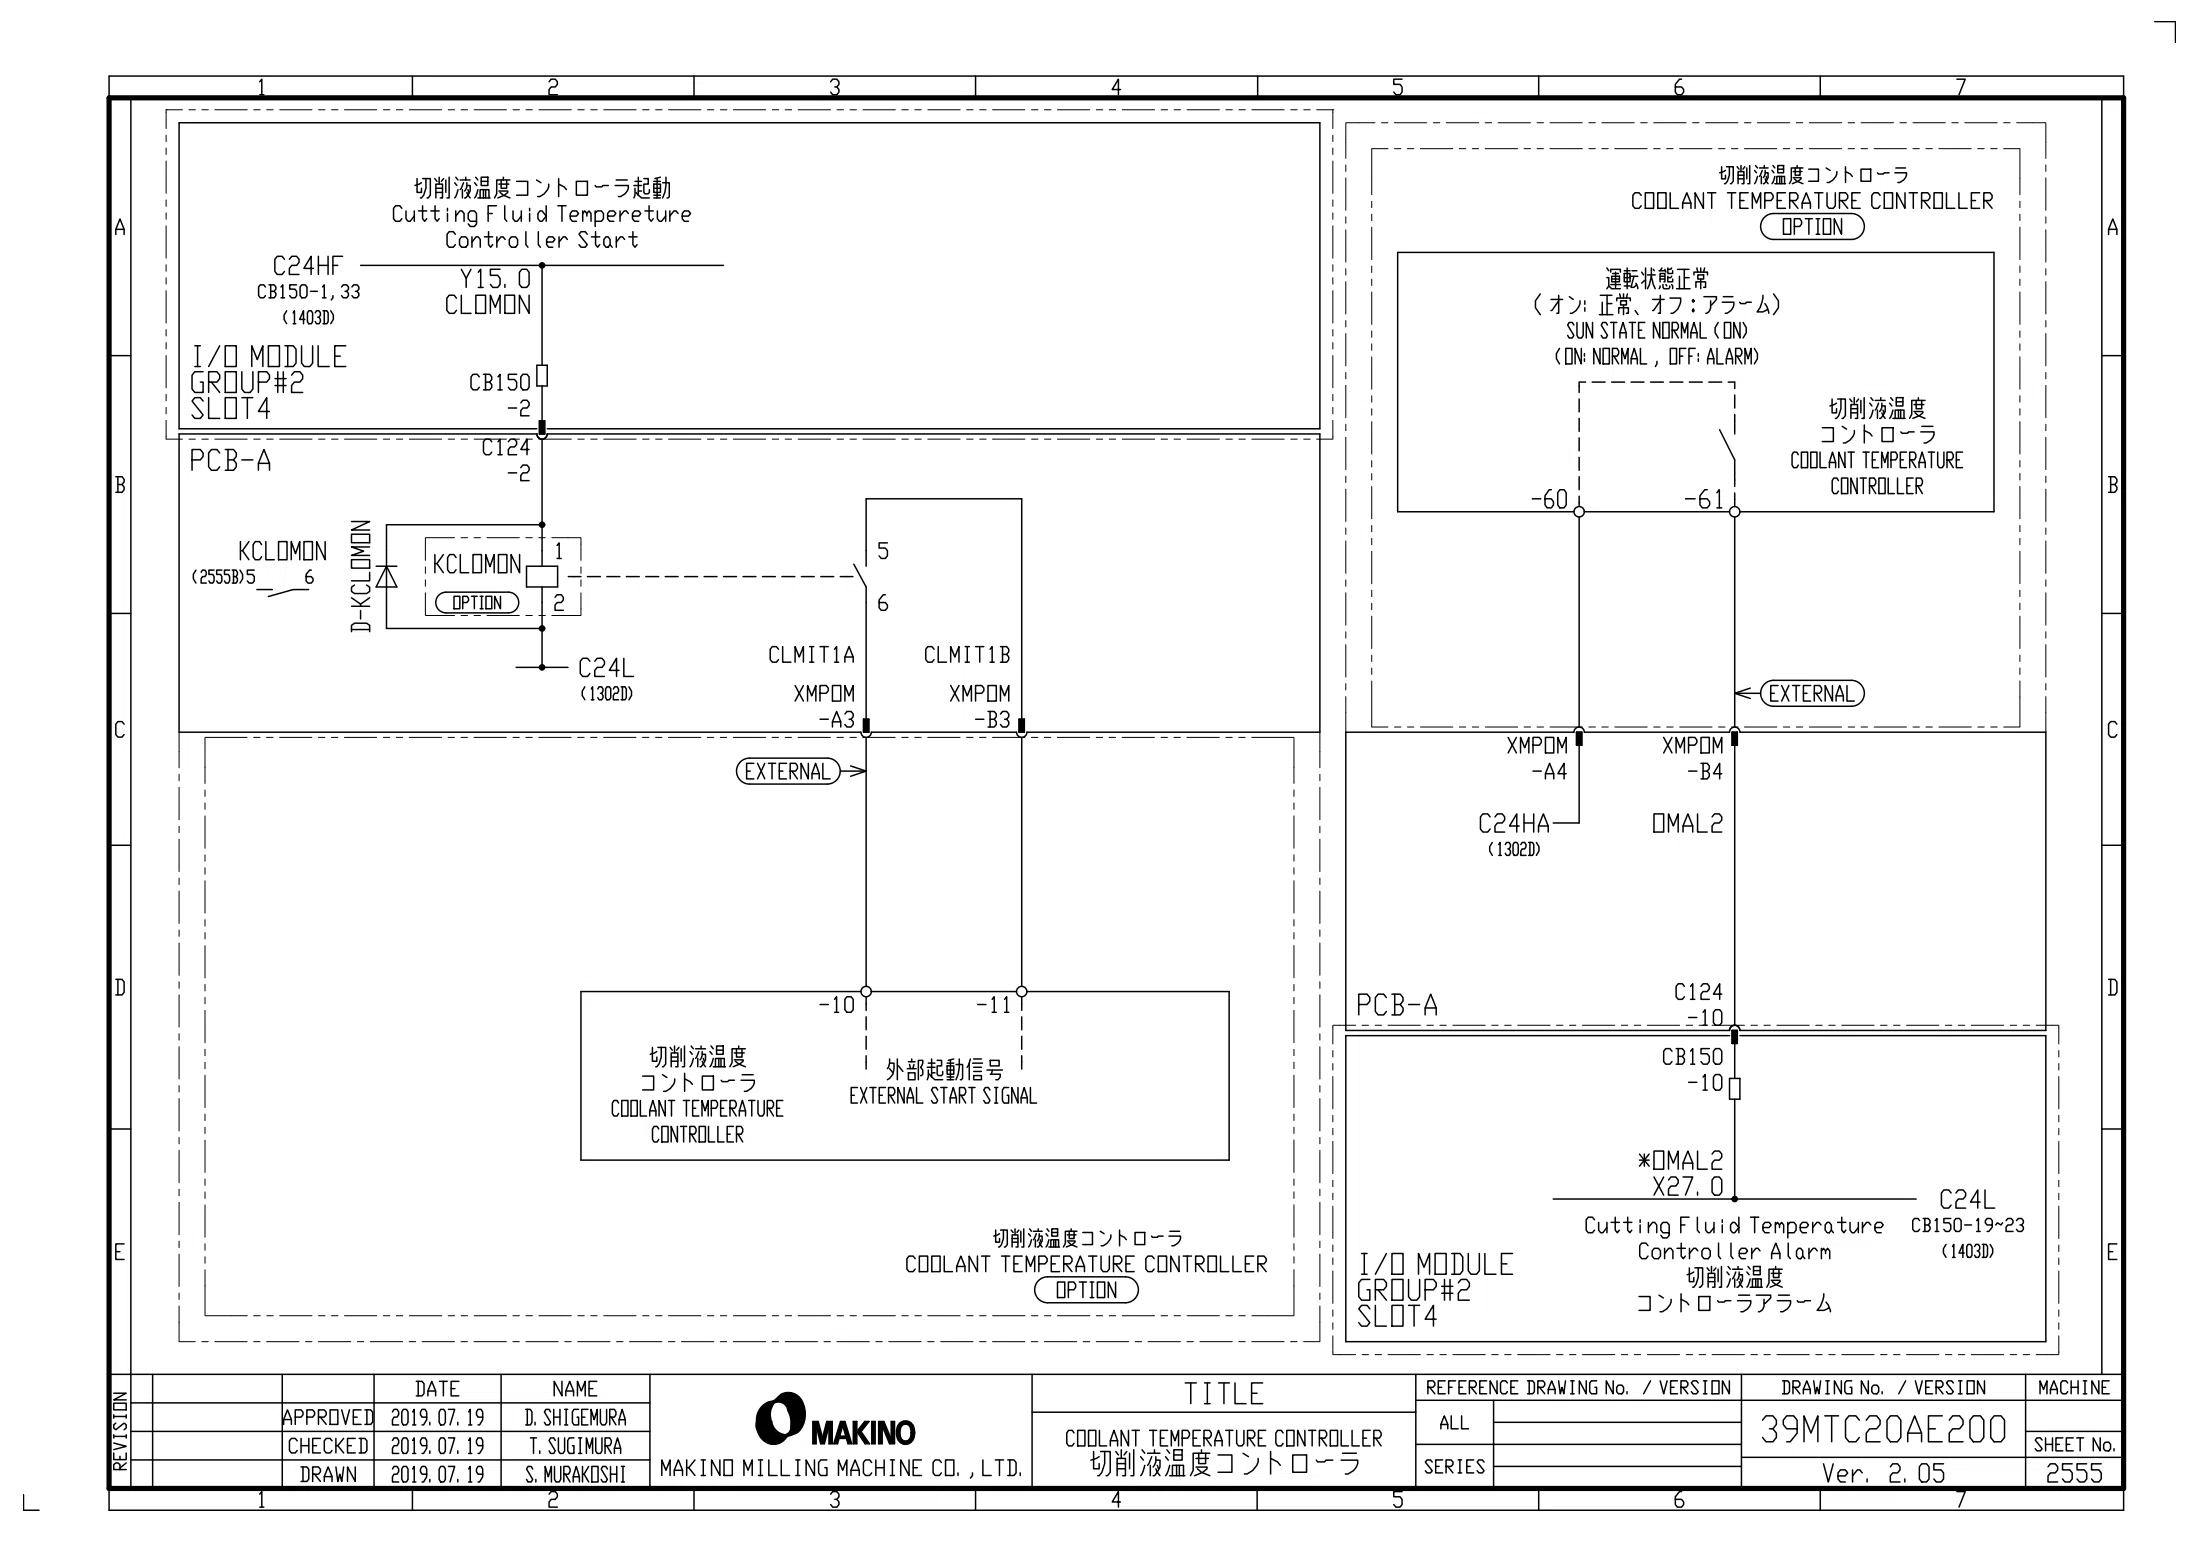 1 2 3 4 5 6 7
A
B
C
D
E
切削液温度コントローラ起動
Cutting Fluid Tempereture
Controller Start
C24HF
CB150-1,33
(1403D)
Y15.0
CLOMON
I/O MODULE
GROUP#2
SLOT4
CB150
-2
C124
-2
PCB-A
KCLOMON
(2555B)5 6
D-KCLOMON
KCLOMON
1
OPTION
2
C24L
(1302D)
5
6
CLMIT1A
XMPOM
-A3
CLMIT1B
XMPOM
-B3
EXTERNAL
-10
-11
切削液温度
コントローラ
COOLANT TEMPERATURE
CONTROLLER
外部起動信号
EXTERNAL START SIGNAL
切削液温度コントローラ
COOLANT TEMPERATURE CONTROLLER
OPTION
切削液温度コントローラ
COOLANT TEMPERATURE CONTROLLER
OPTION
運転状態正常
(オン:正常、オフ:アラーム)
SUN STATE NORMAL(ON)
(ON:NORMAL, OFF:ALARM)
切削液温度
コントローラ
COOLANT TEMPERATURE
CONTROLLER
-60
-61
EXTERNAL
XMPOM
-A4
XMPOM
-B4
C24HA
(1302D)
OMAL2
PCB-A
C124
-10
CB150
-10
*OMAL2
X27.0
C24L
CB150-19~23
(1403D)
Cutting Fluid Temperature
Controller Alarm
切削液温度
コントローラアラーム
I/O MODULE
GROUP#2
SLOT4
A
B
C
D
E
REVISION
DATE NAME
APPROVED 2019.07.19 D. SHIGEMURA
CHECKED 2019.07.19 T. SUGIMURA
DRAWN 2019.07.19 S. MURAKOSHI
MAKINO
MAKINO MILLING MACHINE CO.,LTD.
TITLE
COOLANT TEMPERATURE CONTROLLER
切削液温度コントローラ
REFERENCE DRAWING No. / VERSION
ALL
SERIES
DRAWING No. / VERSION
39MTC20AE200
Ver. 2.05
MACHINE
SHEET No.
2555
1 2 3 4 5 6 7